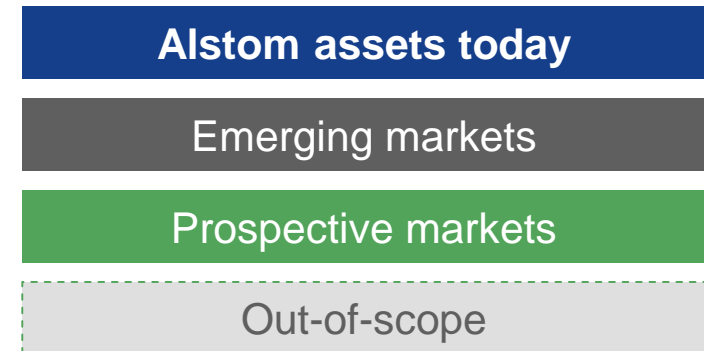 Alstom assets today
Emerging markets
Prospective markets
Out-of-scope